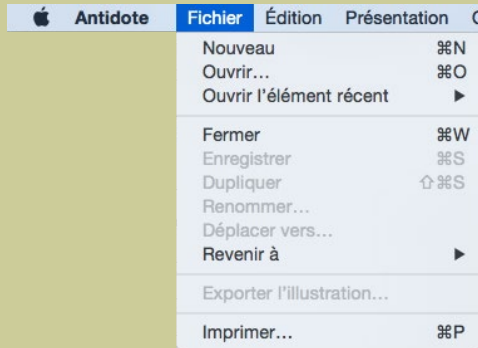 Antidote Fichier Édition Présentation
Nouveau ⌘N
Ouvrir... ⌘O
Ouvrir l'élément récent ▶
Fermer ⌘W
Enregistrer ⌘S
Dupliquer ⇧⌘S
Renommer...
Déplacer vers...
Revenir à ▶
Exporter l'illustration...
Imprimer... ⌘P